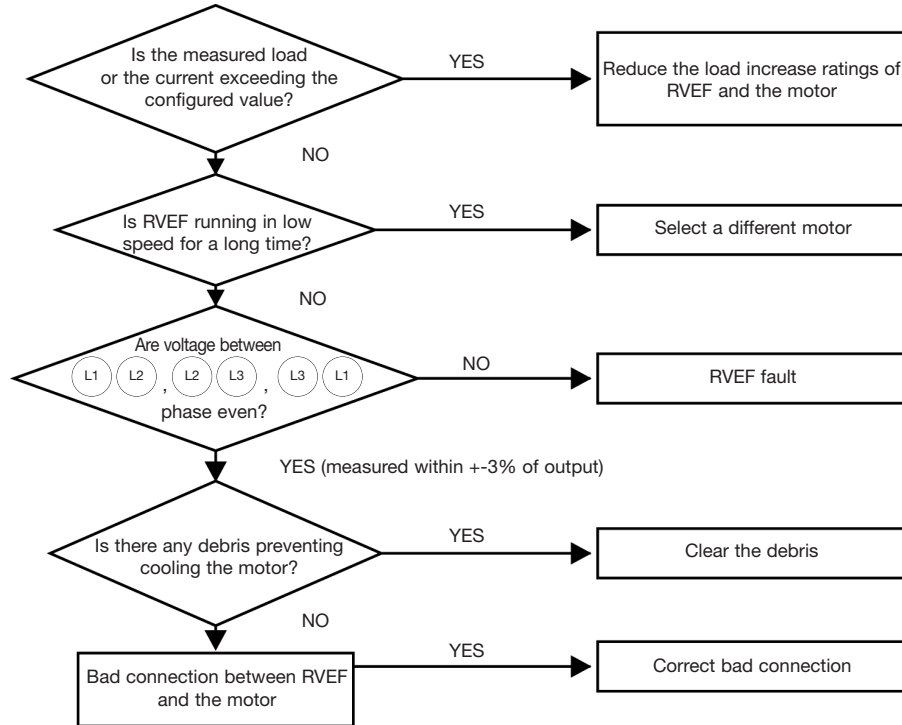 Is the measured load
or the current exceeding the
configured value?
YES
Reduce the load increase ratings of
RVEF and the motor
NO
Is RVEF running in low
speed for a long time?
YES
Select a different motor
NO
Are voltage between
L1 L2 , L2 L3 , L3 L1
phase even?
NO
RVEF fault
YES (measured within +-3% of output)
Is there any debris preventing
cooling the motor?
YES
Clear the debris
NO
Bad connection between RVEF
and the motor
YES
Correct bad connection